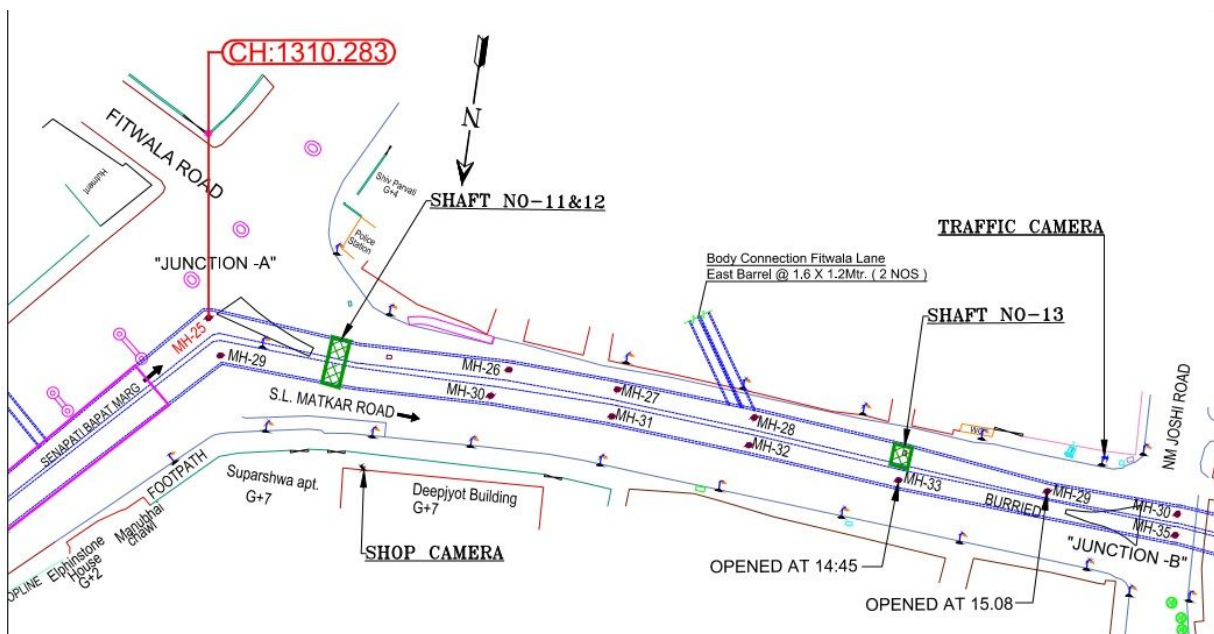 CH:1310.283
FITWALA ROAD
Hutment
N
Shiv Parvati
G+4
SHAFT NO-11&12
Police
Station
TRAFFIC CAMERA
"JUNCTION -A"
Body Connection Fitwala Lane
East Barrel @ 1.6 X 1.2Mtr. ( 2 NOS )
SHAFT NO-13
MH-25
MH-29
MH-26
MH-27
MH-28
MH-30
MH-31
MH-32
MH-33
MH-29
MH-30
MH-35
NM JOSHI ROAD
SENAPATI BAPAT MARG
S.L. MATKAR ROAD
BURRIED
"JUNCTION -B"
FOOTPATH
Suparshwa apt.
G+7
Deepjyot Building
G+7
Manubhai
chawl
Elphinstone
House
G+2
OPLINE
SHOP CAMERA
OPENED AT 14:45
OPENED AT 15.08